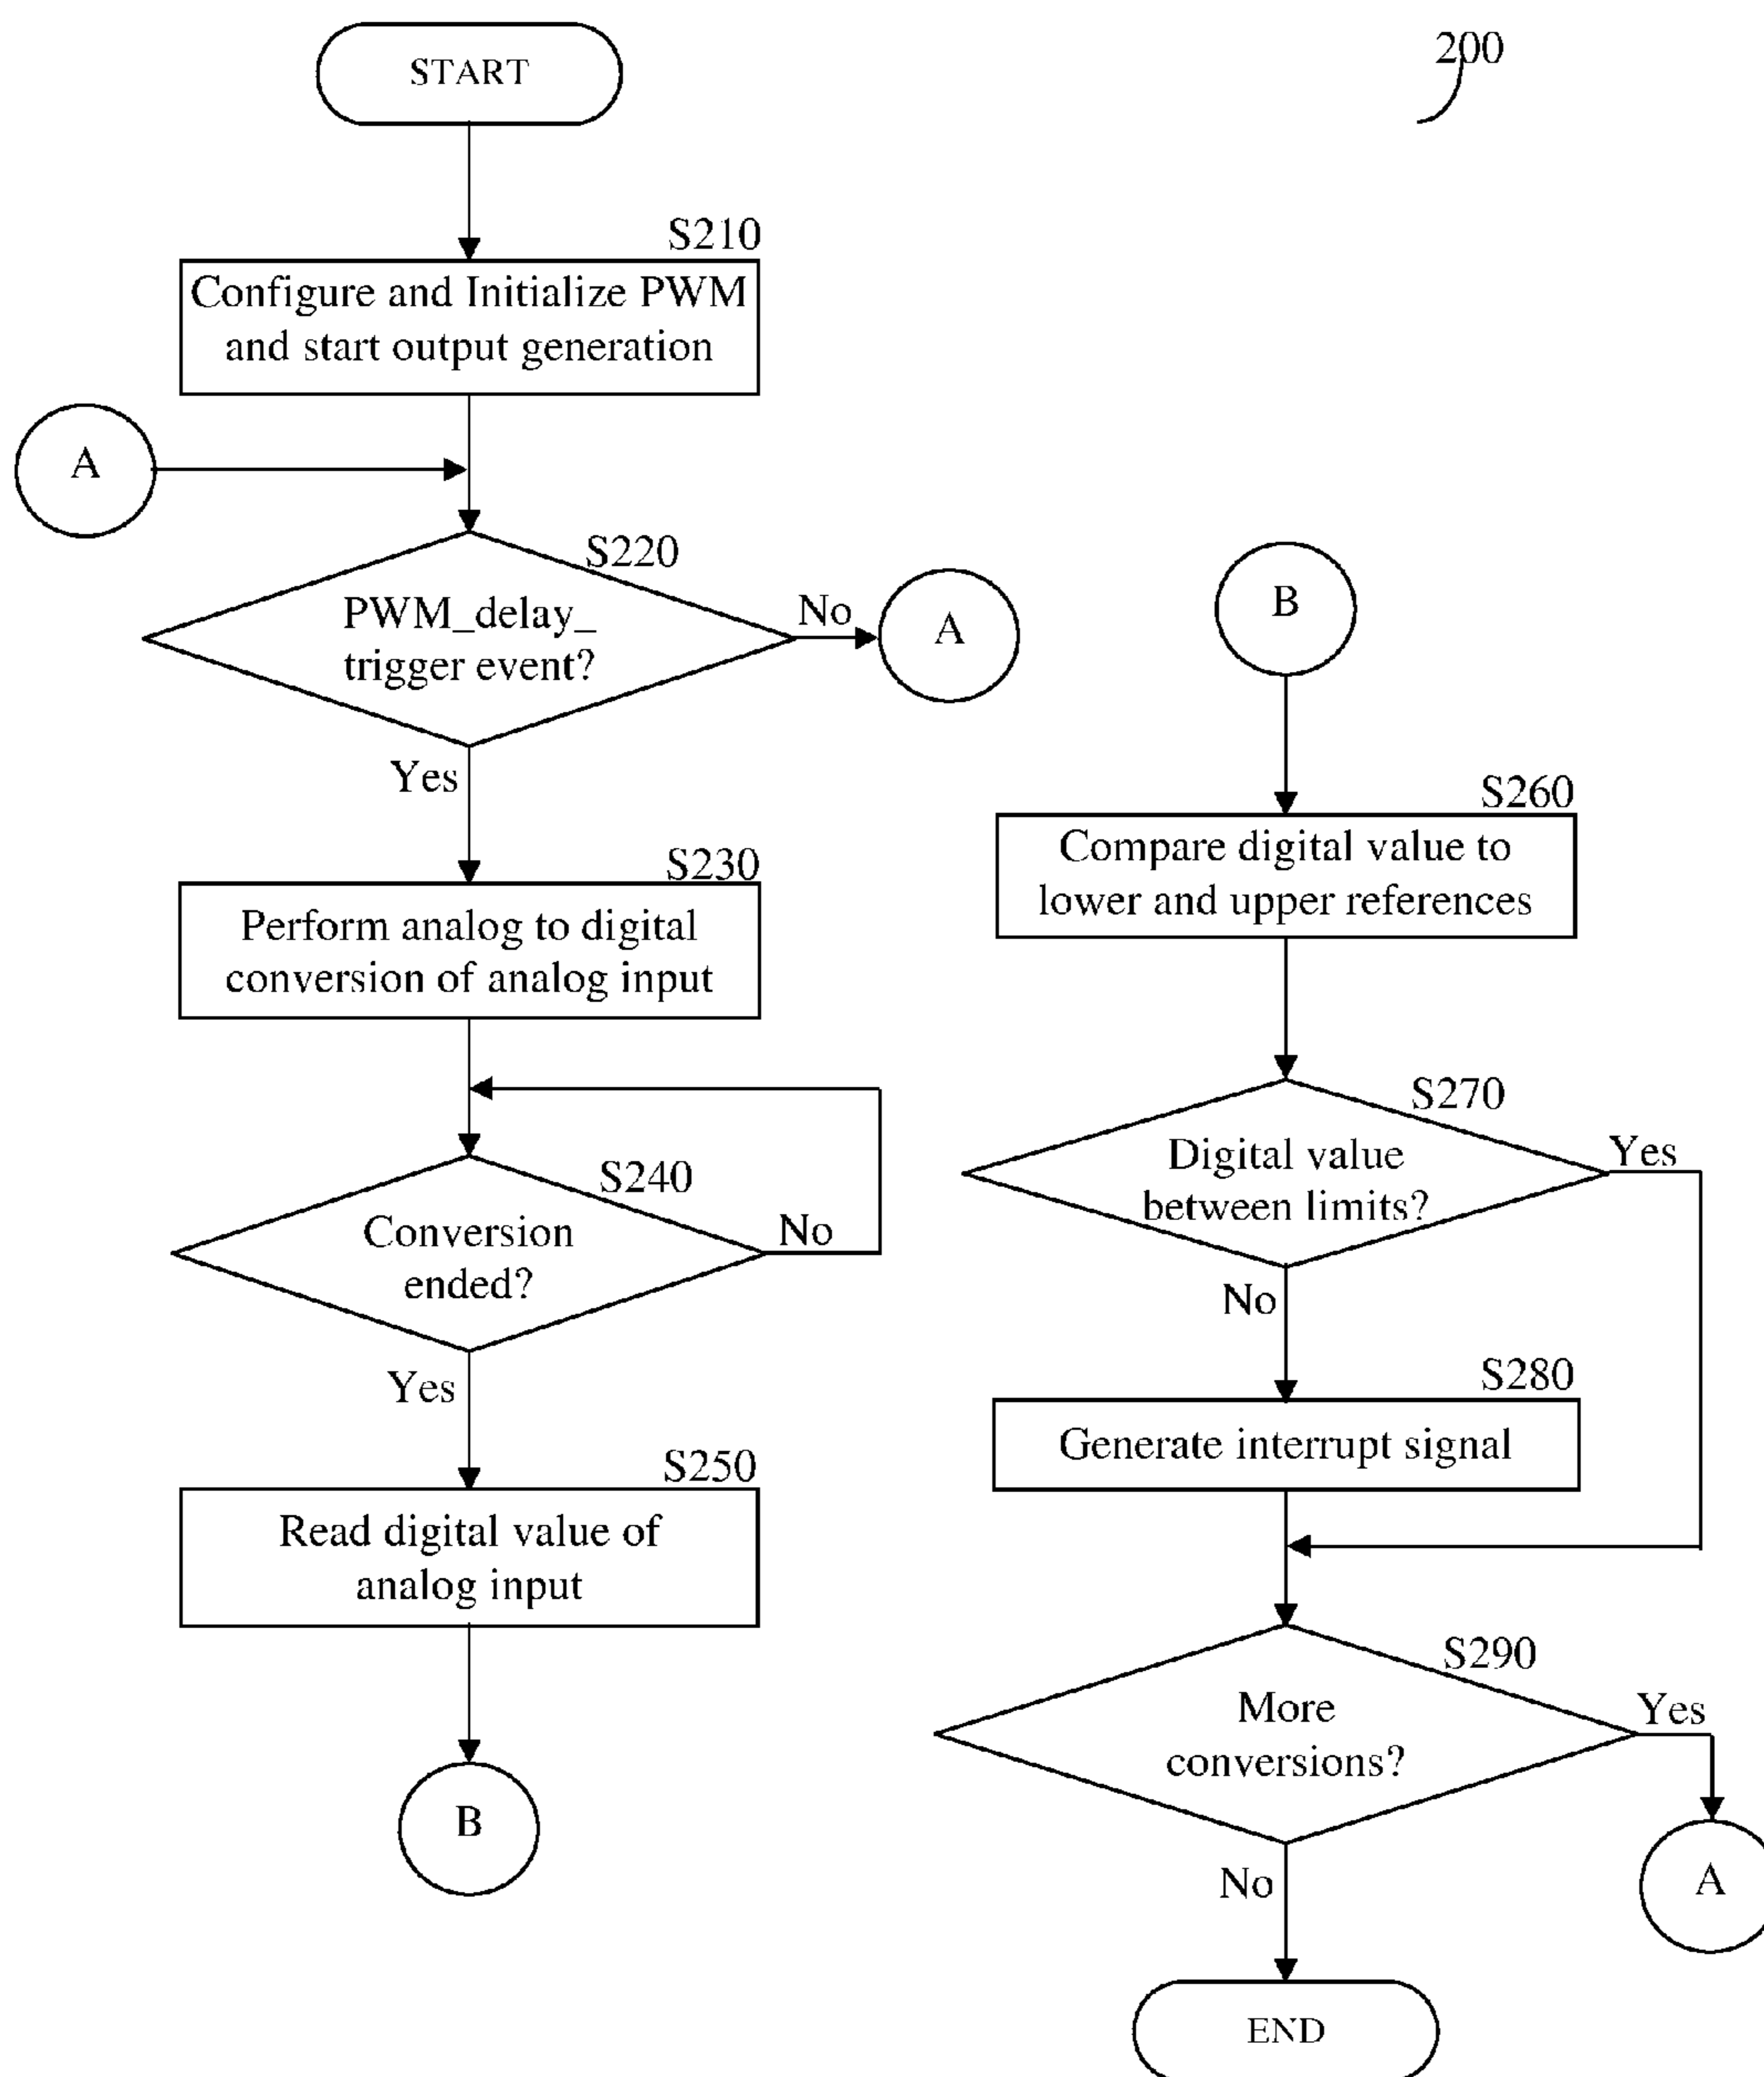 200
START
S210
Configure and Initialize PWM
and start output generation
A
S220
PWM_delay_
trigger event?
No
A
Yes
S230
Perform analog to digital
conversion of analog input
S240
Conversion
ended?
No
Yes
S250
Read digital value of
analog input
B
B
S260
Compare digital value to
lower and upper references
S270
Digital value
between limits?
Yes
No
S280
Generate interrupt signal
S290
More
conversions?
Yes
A
No
END